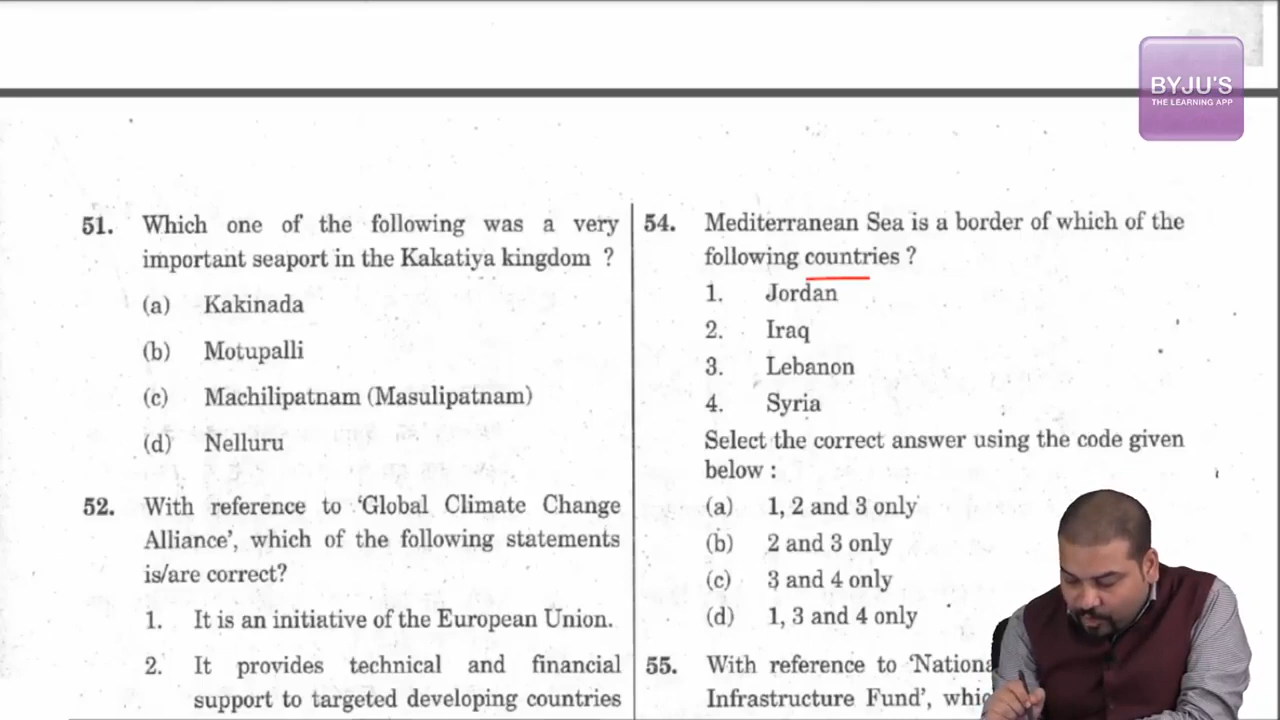 BYJU'S
THE LEARNING APP
51. Which one of the following was a very
important seaport in the Kakatiya kingdom ?
(a) Kakinada
(b) Motupalli
(c) Machilipatnam (Masulipatnam)
(d) Nelluru
52. With reference to 'Global Climate Change
Alliance', which of the following statements
is/are correct?
1. It is an initiative of the European Union.
2. It provides technical and financial
support to targeted developing countries
54. Mediterranean Sea is a border of which of the
following countries ?
1. Jordan
2. Iraq
3. Lebanon
4. Syria
Select the correct answer using the code given
below :
(a) 1, 2 and 3 only
(b) 2 and 3 only
(c) 3 and 4 only
(d) 1, 3 and 4 only
55. With reference to 'Nationa
Infrastructure Fund', whic